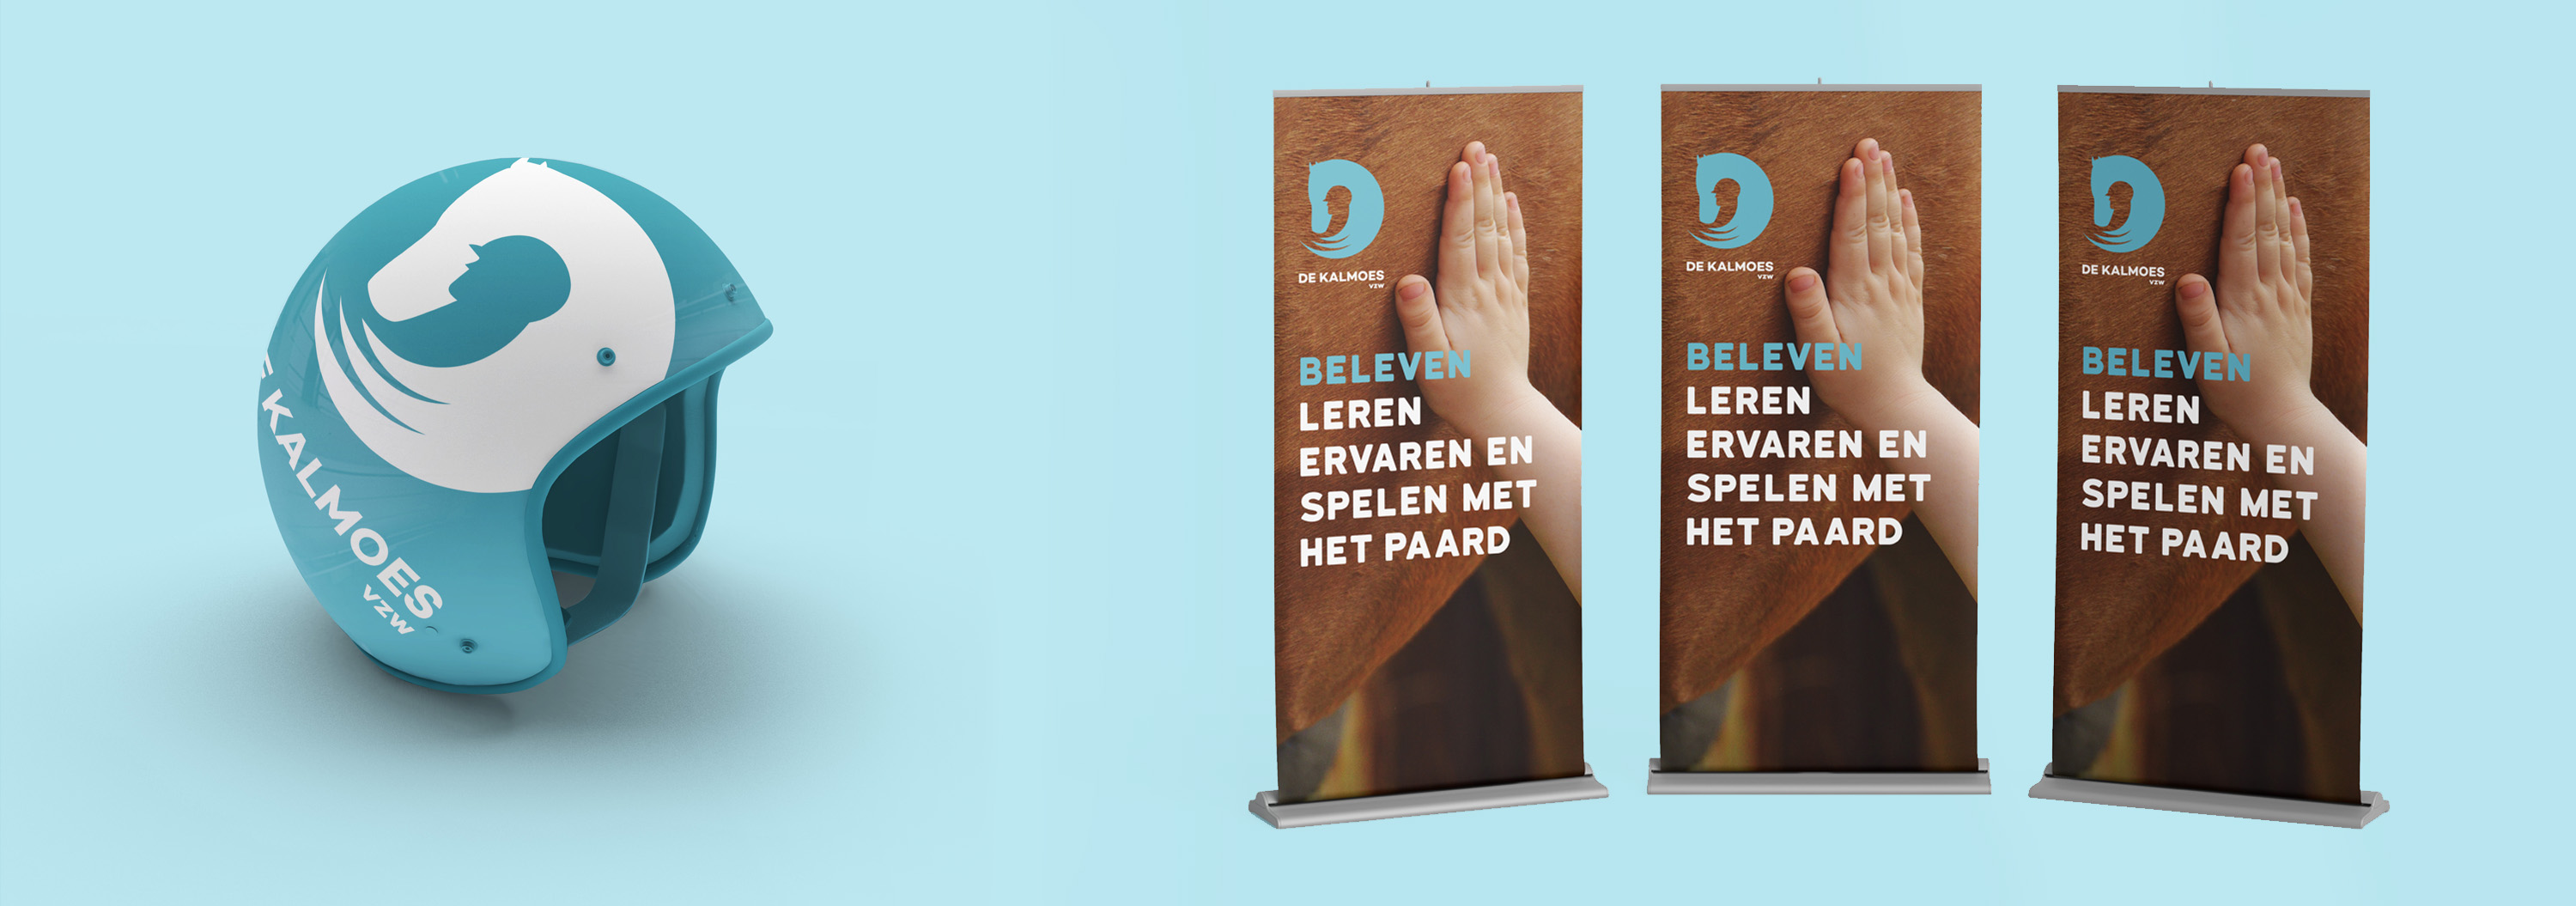 KALMOES
vzw
DE KALMOES
vzw
BELEVEN
LEREN
ERVAREN EN
SPELEN MET
HET PAARD
DE KALMOES
vzw
BELEVEN
LEREN
ERVAREN EN
SPELEN MET
HET PAARD
DE KALMOES
vzw
BELEVEN
LEREN
ERVAREN EN
SPELEN MET
HET PAARD